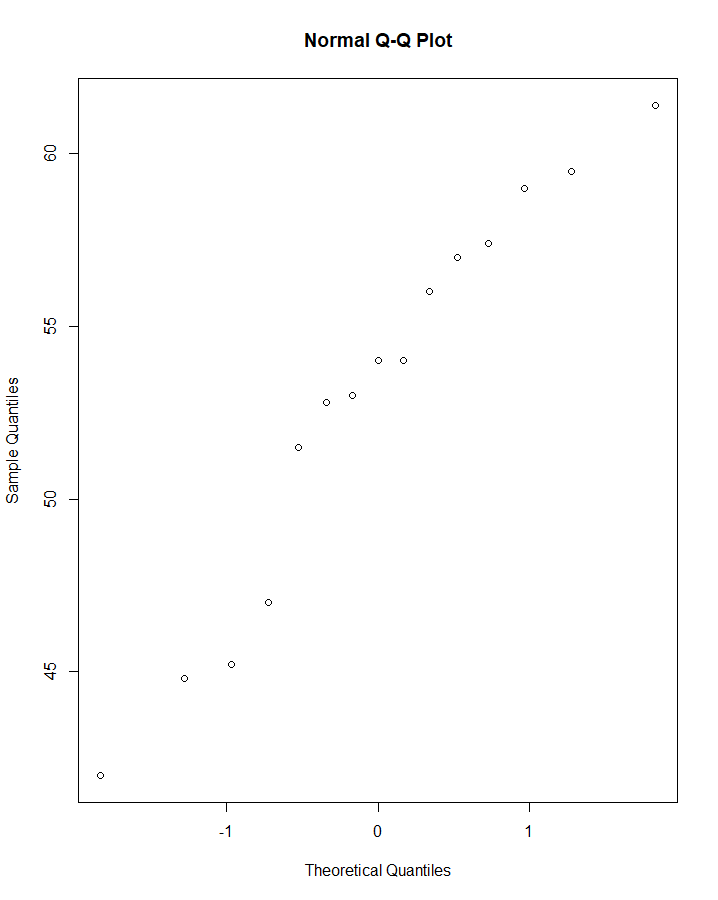 Normal Q-Q Plot
60
55
50
45
Sample Quantiles
-1 0 1
Theoretical Quantiles